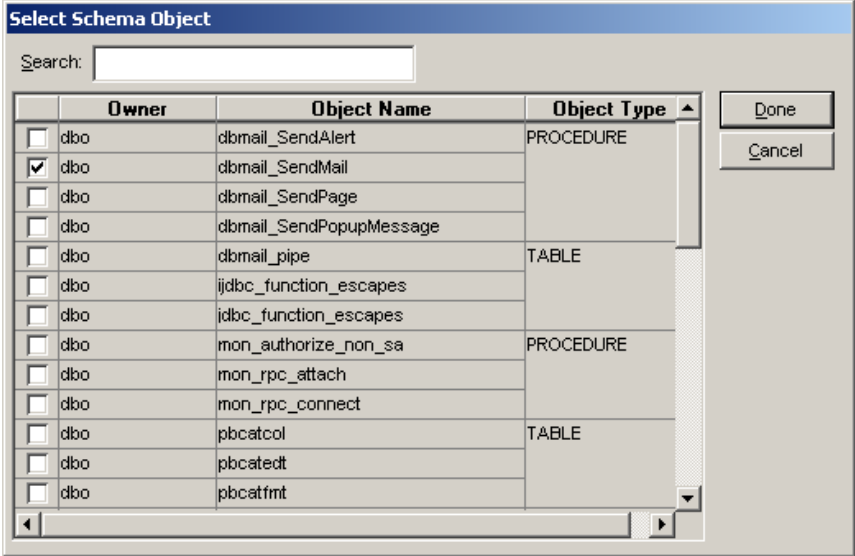 Select Schema Object
Search:
Owner Object Name Object Type
dbo dbmail_SendAlert PROCEDURE
dbo dbmail_SendMail
dbo dbmail_SendPage
dbo dbmail_SendPopupMessage
dbo dbmail_pipe TABLE
dbo ijdbc_function_escapes
dbo jdbc_function_escapes
dbo mon_authorize_non_sa PROCEDURE
dbo mon_rpc_attach
dbo mon_rpc_connect
dbo pbcatcol TABLE
dbo pbcatedt
dbo pbcatfmt
Done
Cancel